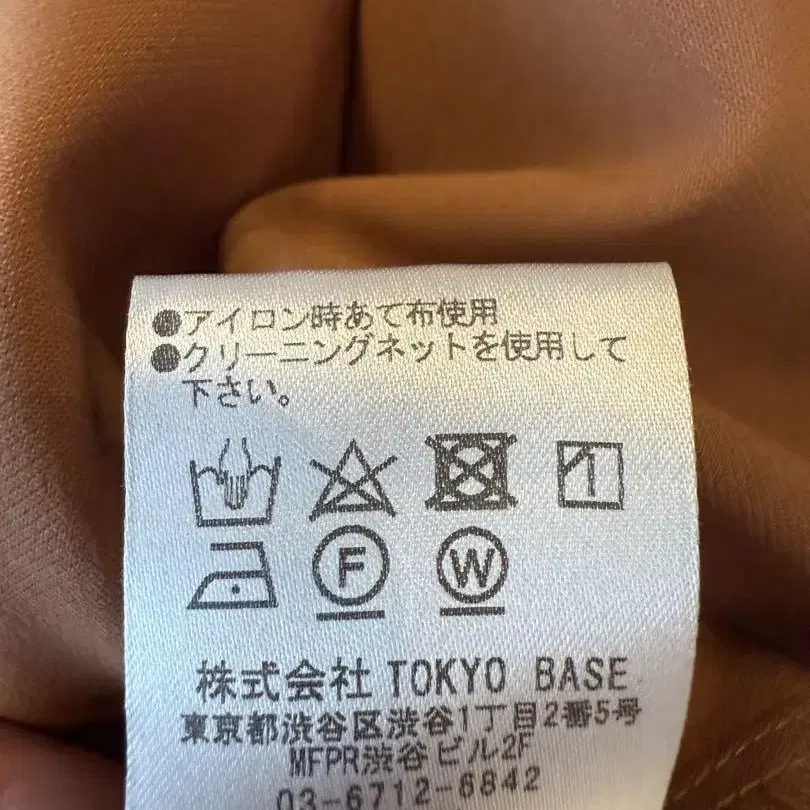 ●アイロン時あて布使用
●クリーニングネットを使用して
下さい。
F W
株式会社 TOKYO BASE
東京都渋谷区渋谷1丁目2番5号
MFPR渋谷ビル2F
03-6712-6842